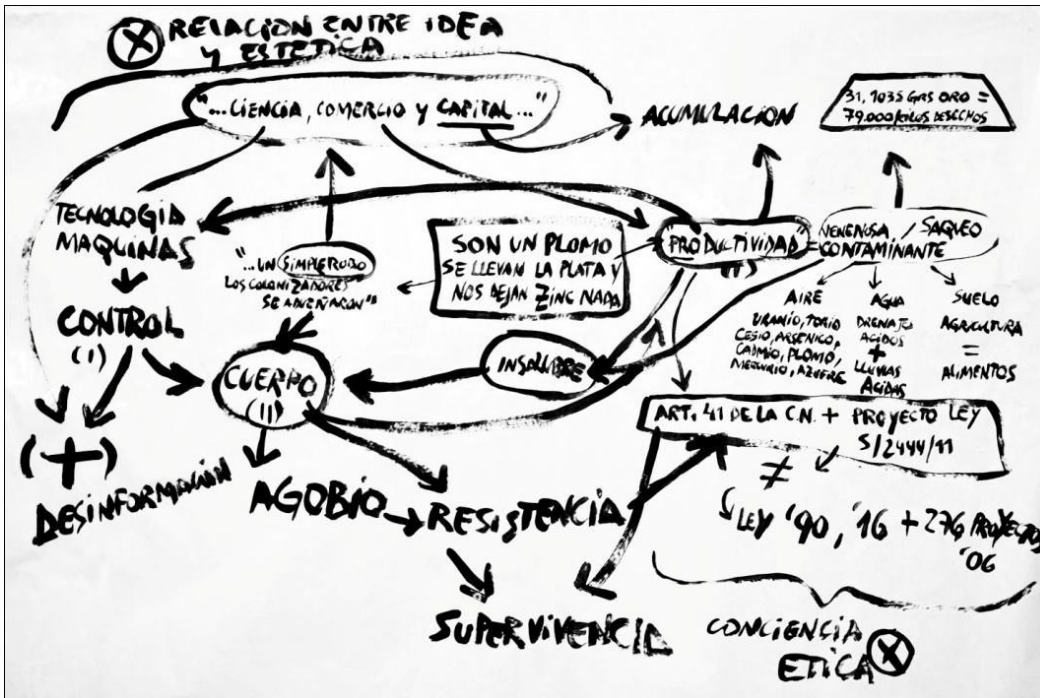 RELACION ENTRE IDEA
Y ESTETICA
"...CIENCIA, COMERCIO Y CAPITAL..."
ACUMULACION
31,1035 GRS ORO =
79.000 KILOS DESECHOS
TECNOLOGIA
MAQUINAS
"...UN SIMPLE ROBO
LOS COLONIZADORES
SE ADUEÑARON"
SON UN PLOMO
SE LLEVAN LA PLATA Y
NOS DEJAN ZINC NADA
"PRODUCTIVIDAD" =
(I)
VENENOSA / SAQUEO
CONTAMINANTE
AIRE
URANIO, TORIO
CESIO, ARSENICO,
CADMIO, PLOMO,
MERCURIO, AZUFRE
AGUA
DRENAJE
ACIDOS
+
LLUVIAS
ACIDAS
SUELO
AGRICULTURA
=
ALIMENTOS
CONTROL
(I)
CUERPO
(II)
INSALUBRE
ART. 41 DE LA C.N. + PROYECTO LEY
S/2444/11
≠
LEY '90, '16 + 276 PROYECTOS
'06
(+)
DESINFORMACIÓN
AGOBIO
RESISTENCIA
SUPERVIVENCIA
CONCIENCIA
ETICA